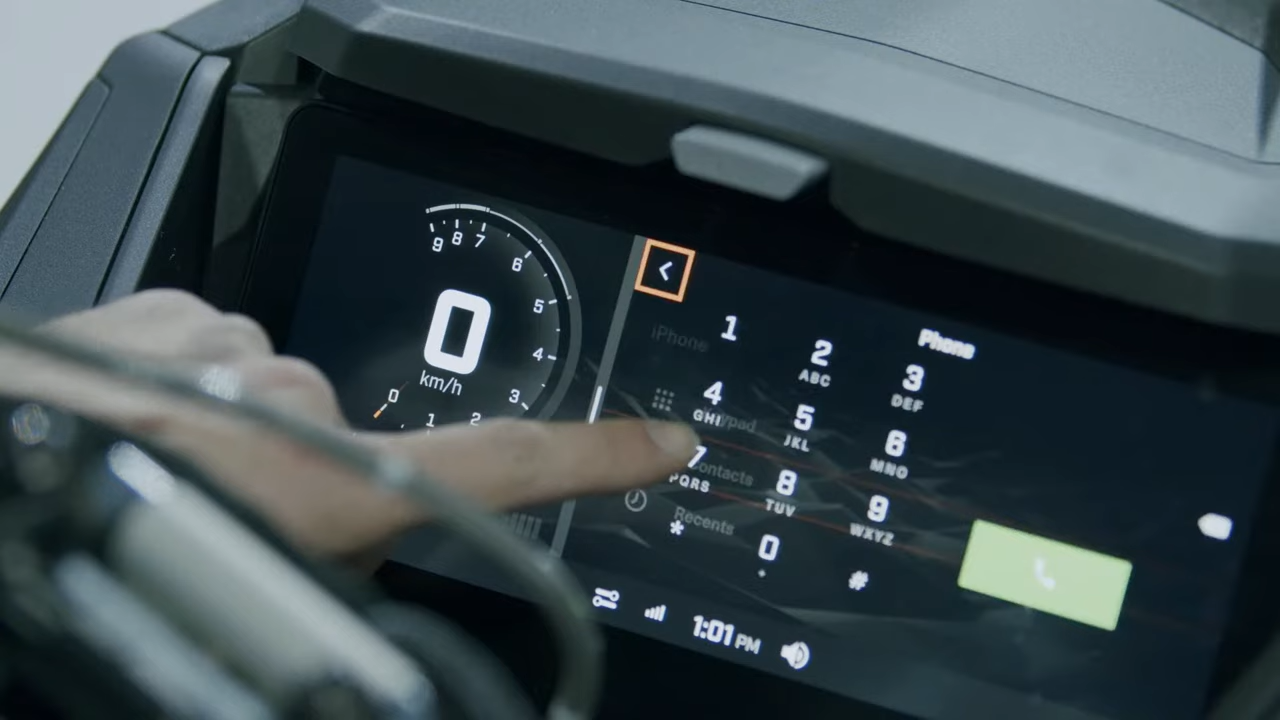 9 8 7
6
5
4
3
2
1
0
0
km/h
Phone
iPhone
Keypad
Contacts
Recents
1
2
ABC
3
DEF
4
GHI
5
JKL
6
MNO
7
PQRS
8
TUV
9
WXYZ
*
0
+
#
1:01 PM